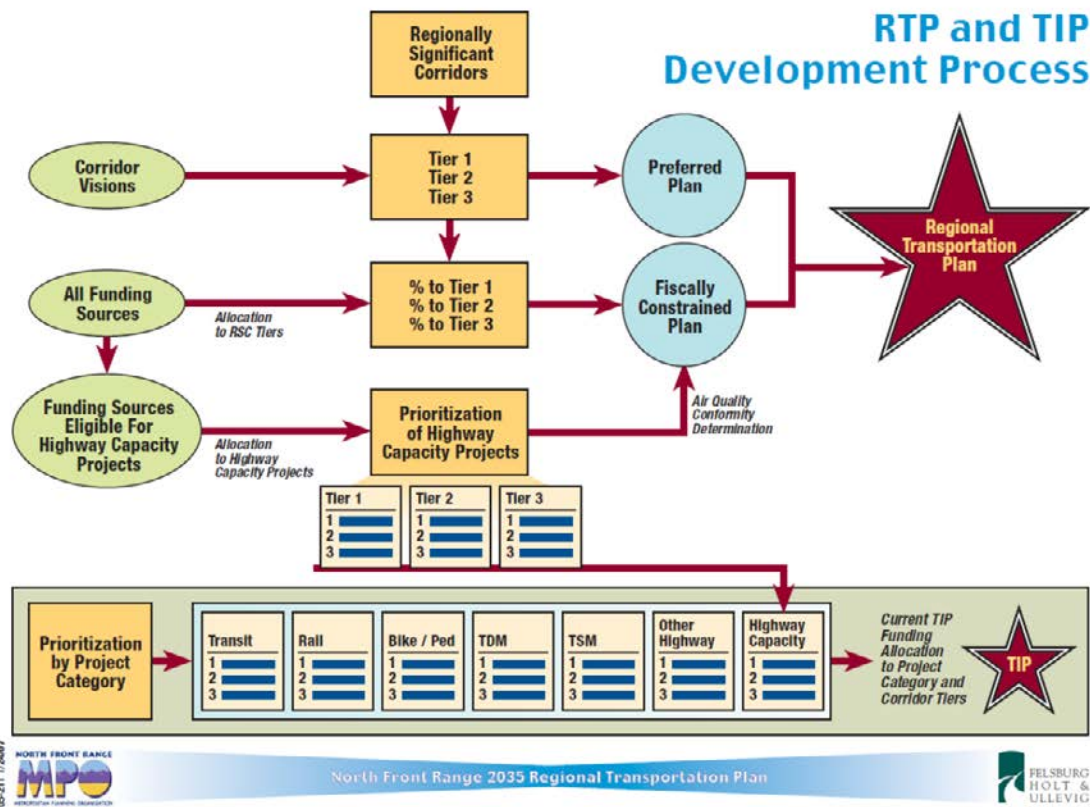 RTP and TIP
Development Process
Regionally
Significant
Corridors
Corridor
Visions
Tier 1
Tier 2
Tier 3
Preferred
Plan
Regional
Transportation
Plan
All Funding
Sources
Allocation
to RSC Tiers
% to Tier 1
% to Tier 2
% to Tier 3
Fiscally
Constrained
Plan
Funding Sources
Eligible For
Highway Capacity
Projects
Allocation
to Highway
Capacity Projects
Prioritization
of Highway
Capacity Projects
Air Quality
Conformity
Determination
Tier 1
1
2
3
Tier 2
1
2
3
Tier 3
1
2
3
Prioritization
by Project
Category
Transit
1
2
3
Rail
1
2
3
Bike / Ped
1
2
3
TDM
1
2
3
TSM
1
2
3
Other
Highway
1
2
3
Highway
Capacity
1
2
3
Current TIP
Funding
Allocation
to Project
Category and
Corridor Tiers
TIP
NORTH FRONT RANGE
MPO
METROPOLITAN PLANNING ORGANIZATION
North Front Range 2035 Regional Transportation Plan
FELSBURG
HOLT &
ULLEVIG